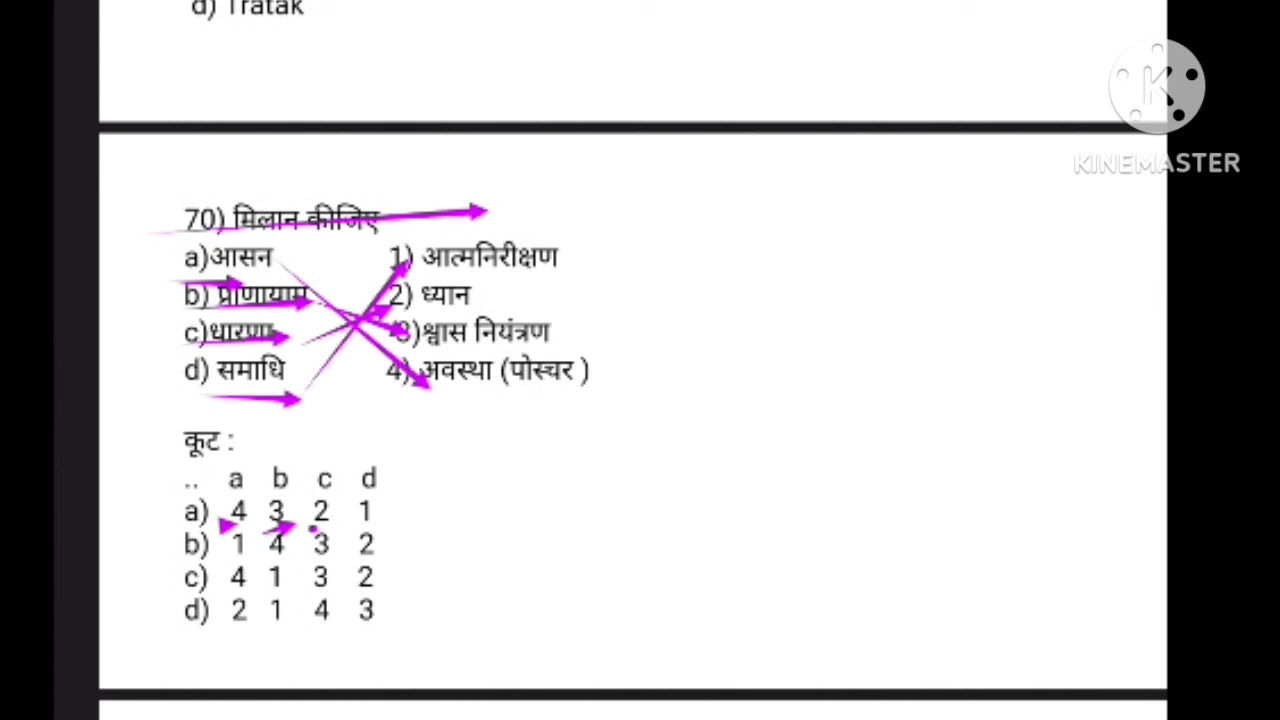 d) Tratak
KINEMASTER
70) मिलान कीजिए
a)आसन 1) आत्मनिरीक्षण
b) प्राणायाम 2) ध्यान
c)धारणा 3)श्वास नियंत्रण
d) समाधि 4) अवस्था (पोस्चर )
कूट :
.. a b c d
a) 4 3 2 1
b) 1 4 3 2
c) 4 1 3 2
d) 2 1 4 3